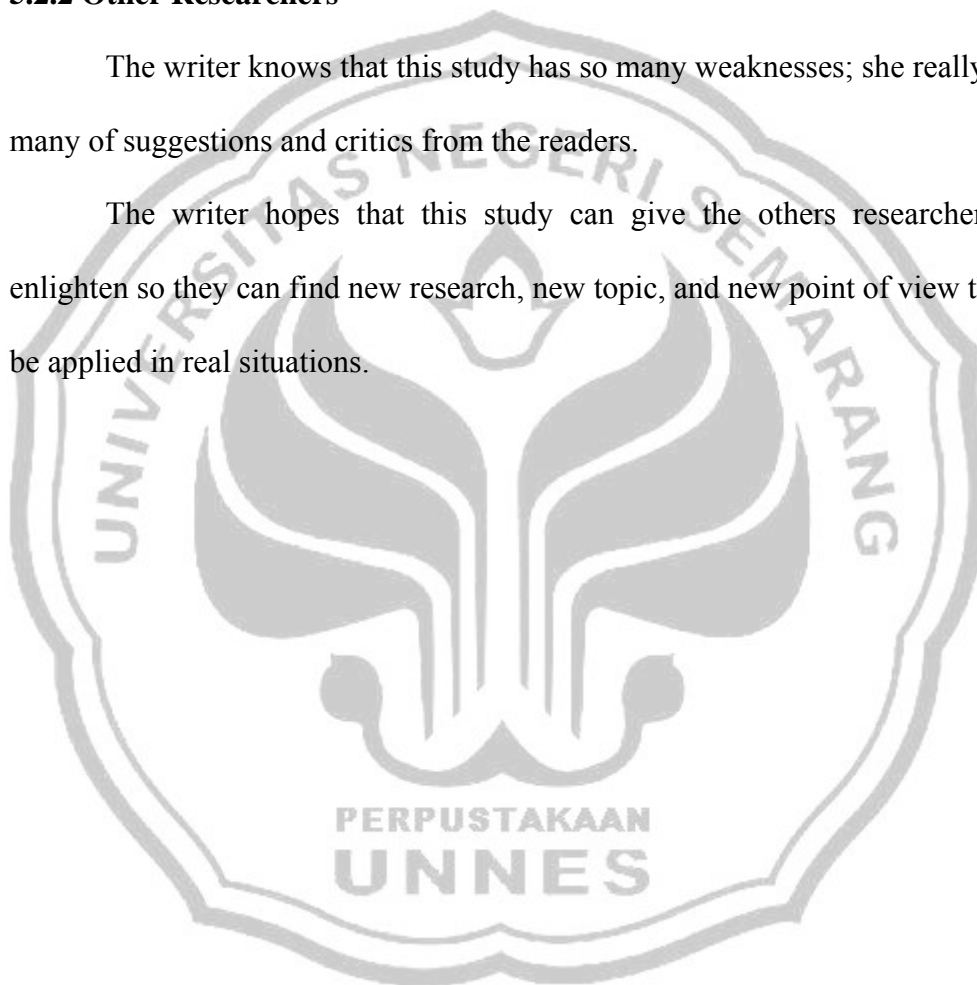 5.2.2 Other Researchers
The writer knows that this study has so many weaknesses; she really
many of suggestions and critics from the readers.
The writer hopes that this study can give the others researcher
enlighten so they can find new research, new topic, and new point of view t
be applied in real situations.
UNIVERSITAS NEGERI SEMARANG
PERPUSTAKAAN
UNNES